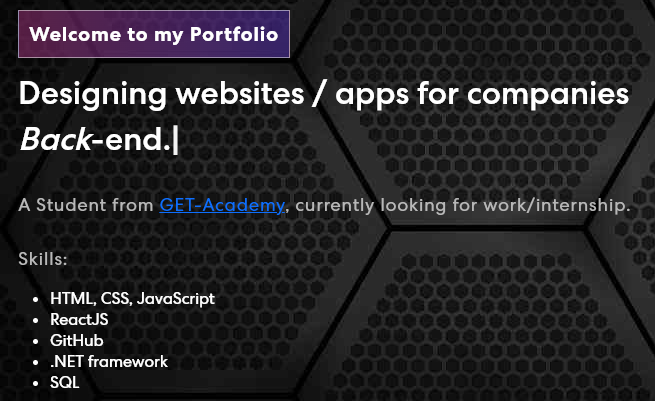 Welcome to my Portfolio
Designing websites / apps for companies
Back-end.|
A Student from GET-Academy, currently looking for work/internship.
Skills:
• HTML, CSS, JavaScript
• ReactJS
• GitHub
• .NET framework
• SQL